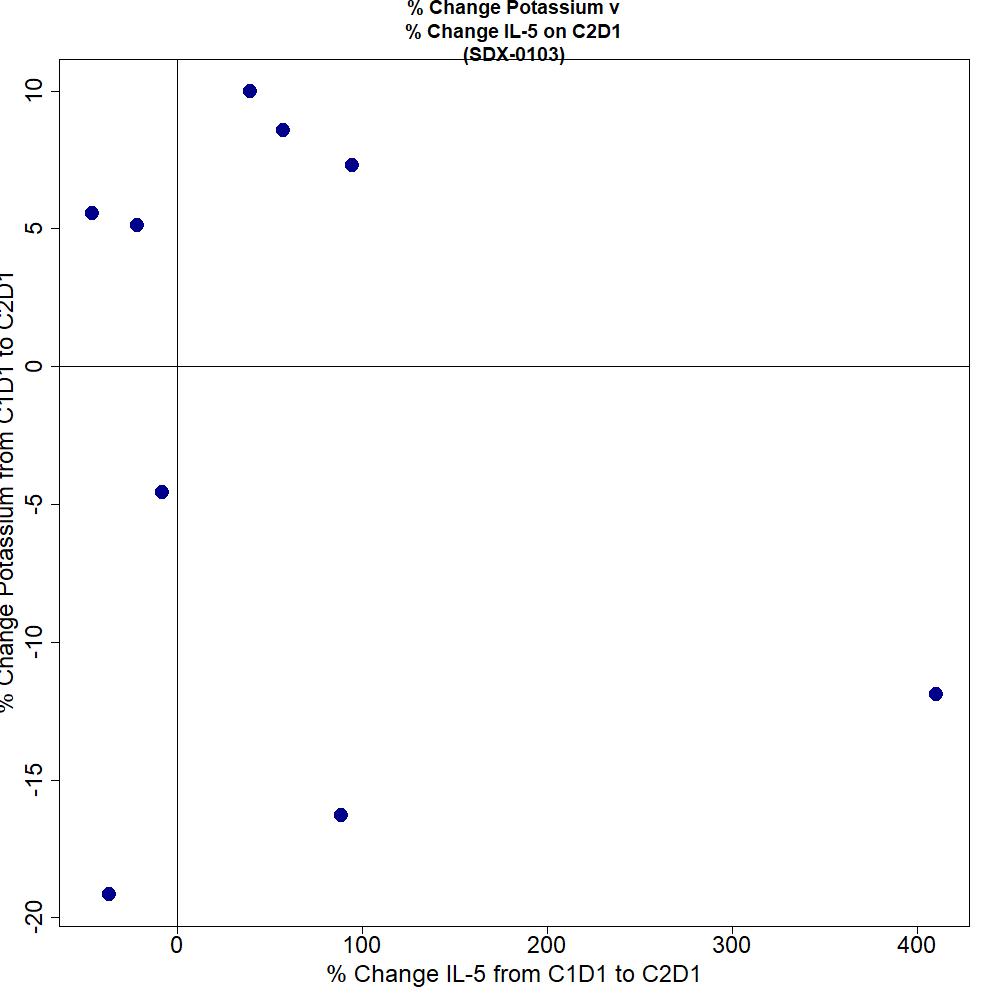 % Change Potassium v
% Change IL-5 on C2D1
(SDX-0103)
% Change Potassium from C1D1 to C2D1
10
5
0
-5
-10
-15
-20
0
100
200
300
400
% Change IL-5 from C1D1 to C2D1